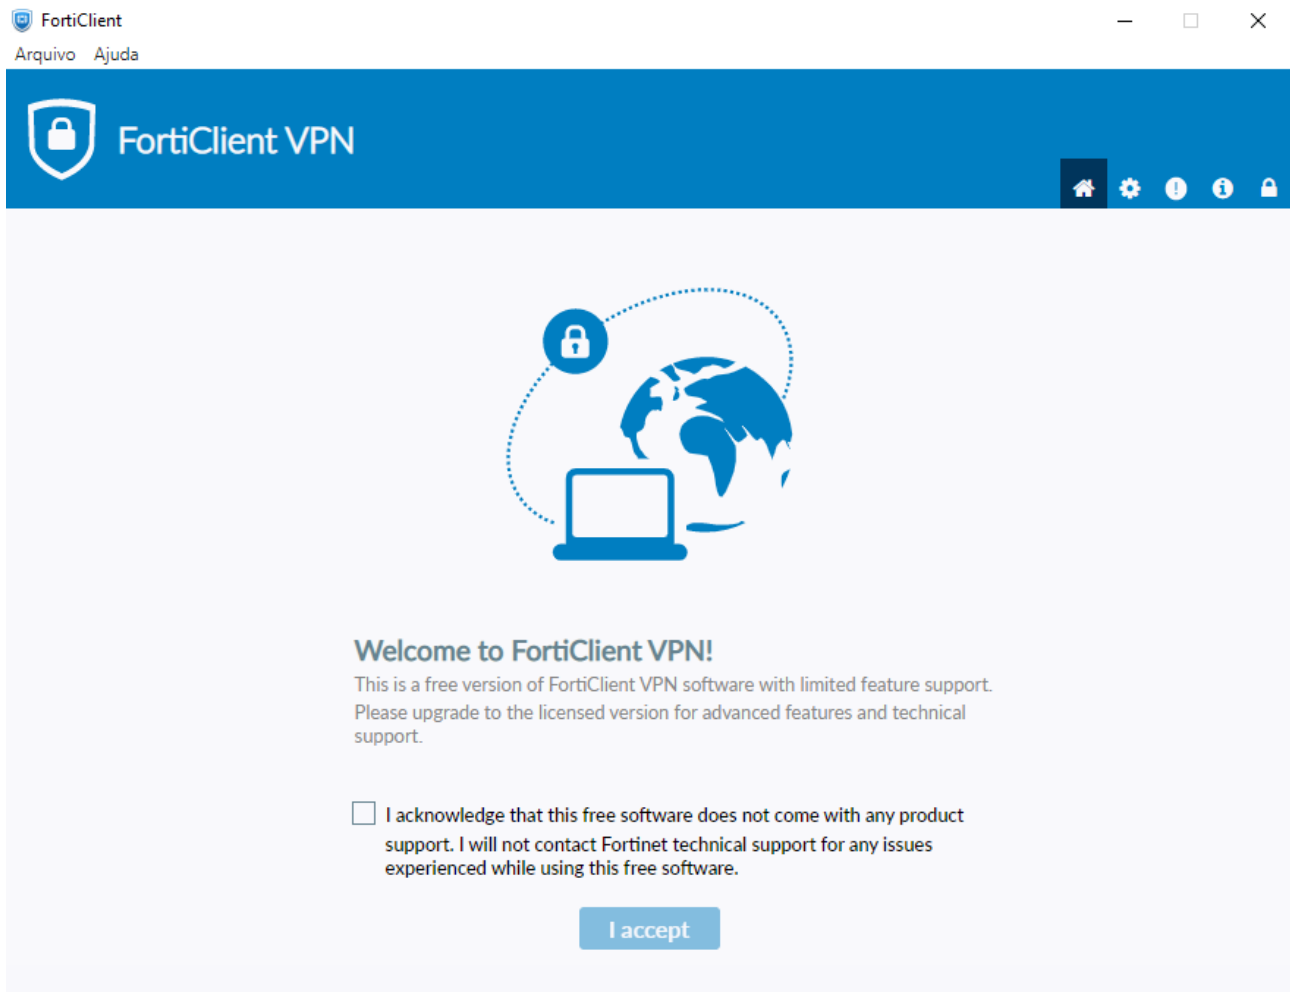 FortiClient
Arquivo Ajuda
FortiClient VPN
Welcome to FortiClient VPN!
This is a free version of FortiClient VPN software with limited feature support.
Please upgrade to the licensed version for advanced features and technical
support.
I acknowledge that this free software does not come with any product
support. I will not contact Fortinet technical support for any issues
experienced while using this free software.
I accept